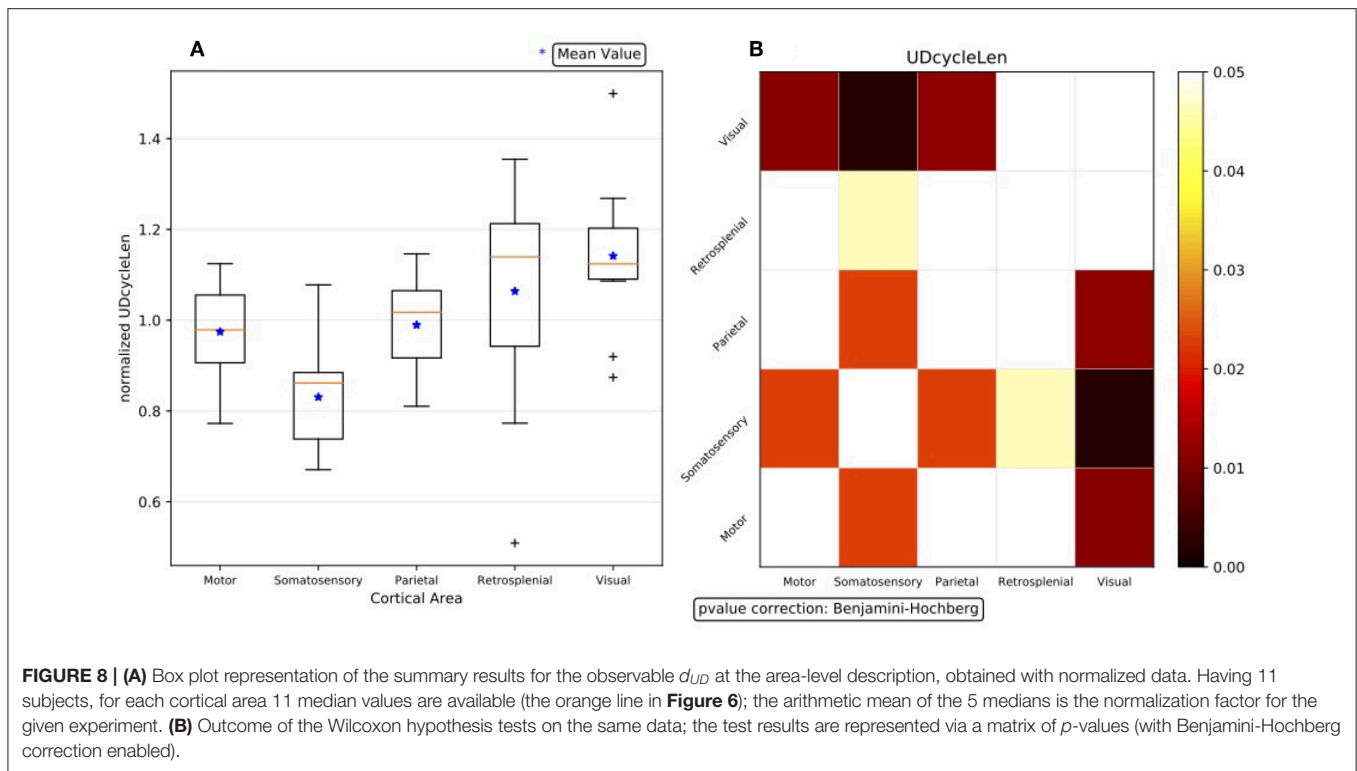 A
* Mean Value
1.4
1.2
1.0
0.8
0.6
normalized UDcycleLen
Motor
Somatosensory
Parietal
Retrosplenial
Visual
Cortical Area
B
UDcycleLen
Visual
Retrosplenial
Parietal
Somatosensory
Motor
Motor
Somatosensory
Parietal
Retrosplenial
Visual
0.05
0.04
0.03
0.02
0.01
0.00
pvalue correction: Benjamini-Hochberg
FIGURE 8 | (A) Box plot representation of the summary results for the observable d_UD at the area-level description, obtained with normalized data. Having 11
subjects, for each cortical area 11 median values are available (the orange line in Figure 6); the arithmetic mean of the 5 medians is the normalization factor for the
given experiment. (B) Outcome of the Wilcoxon hypothesis tests on the same data; the test results are represented via a matrix of p-values (with Benjamini-Hochberg
correction enabled).